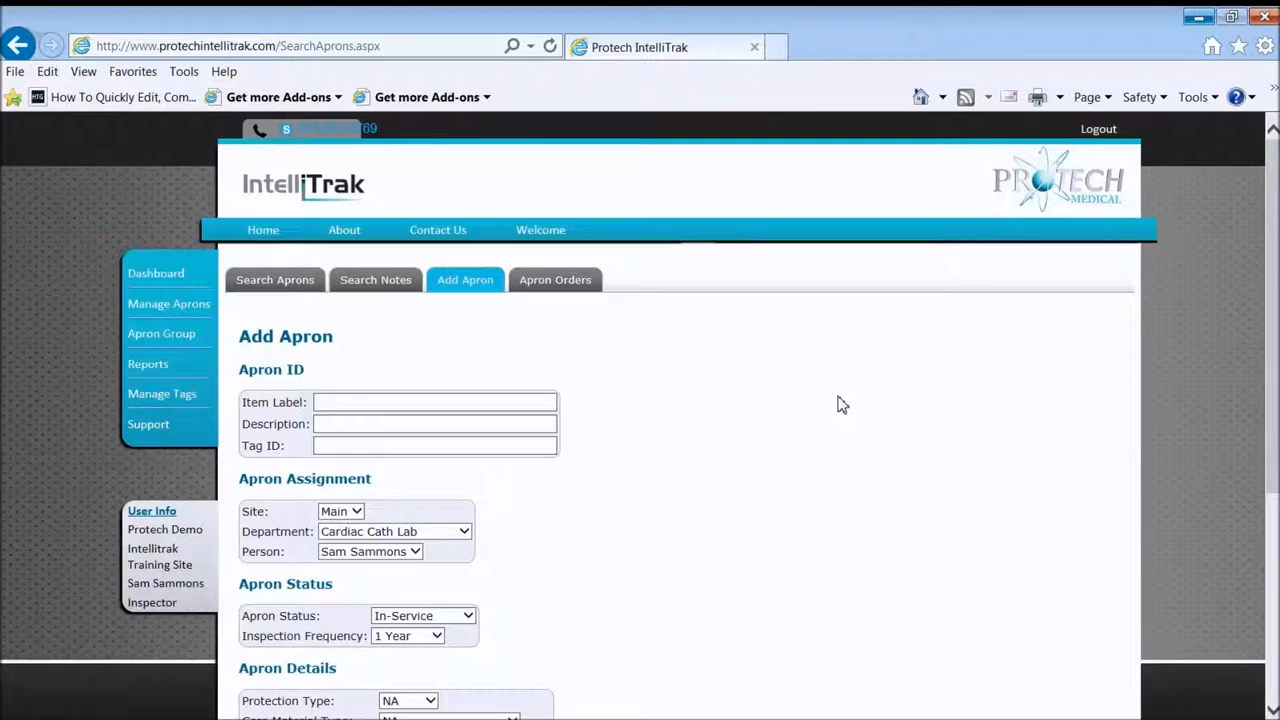 http://www.protechintellitrak.com/SearchAprons.aspx
Protech IntelliTrak
File Edit View Favorites Tools Help
HTG How To Quickly Edit, Com... Get more Add-ons Get more Add-ons Page Safety Tools
Logout
IntelliTrak
PROTECH
MEDICAL
Home About Contact Us Welcome
Dashboard
Manage Aprons
Apron Group
Reports
Manage Tags
Support
Search Aprons Search Notes Add Apron Apron Orders
Add Apron
Apron ID
Item Label:
Description:
Tag ID:
Apron Assignment
Site: Main
Department: Cardiac Cath Lab
Person: Sam Sammons
Apron Status
Apron Status: In-Service
Inspection Frequency: 1 Year
Apron Details
Protection Type: NA
User Info
Protech Demo
Intellitrak
Training Site
Sam Sammons
Inspector